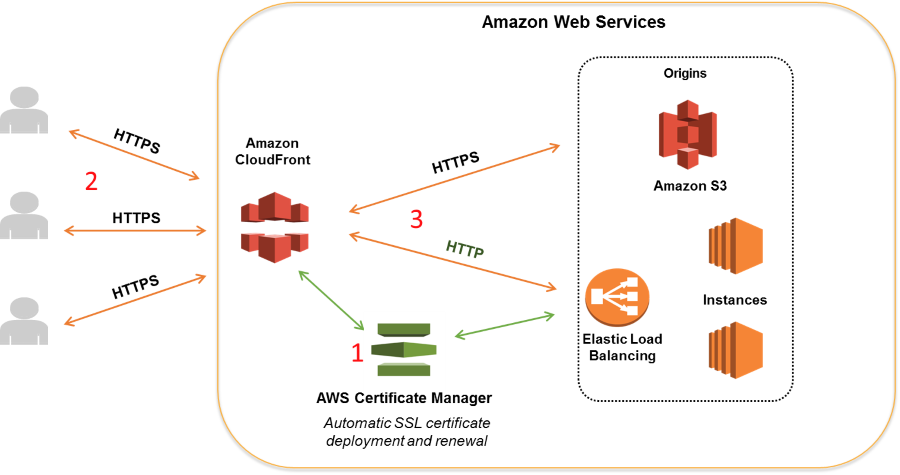 Amazon Web Services
Origins
HTTPS
Amazon
CloudFront
HTTPS
Amazon S3
2
HTTPS
3
HTTP
HTTPS
Instances
1
Elastic Load
Balancing
AWS Certificate Manager
Automatic SSL certificate
deployment and renewal